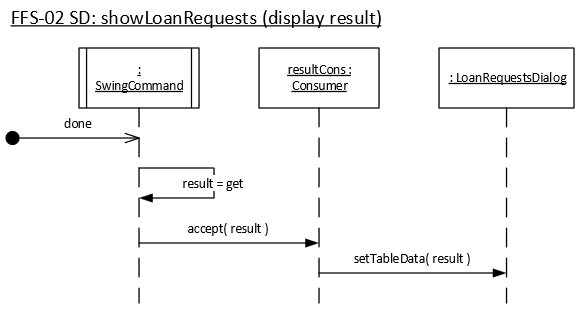 FFS-02 SD: showLoanRequests (display result)
:
SwingCommand
resultCons :
Consumer
: LoanRequestsDialog
done
result = get
accept( result )
setTableData( result )